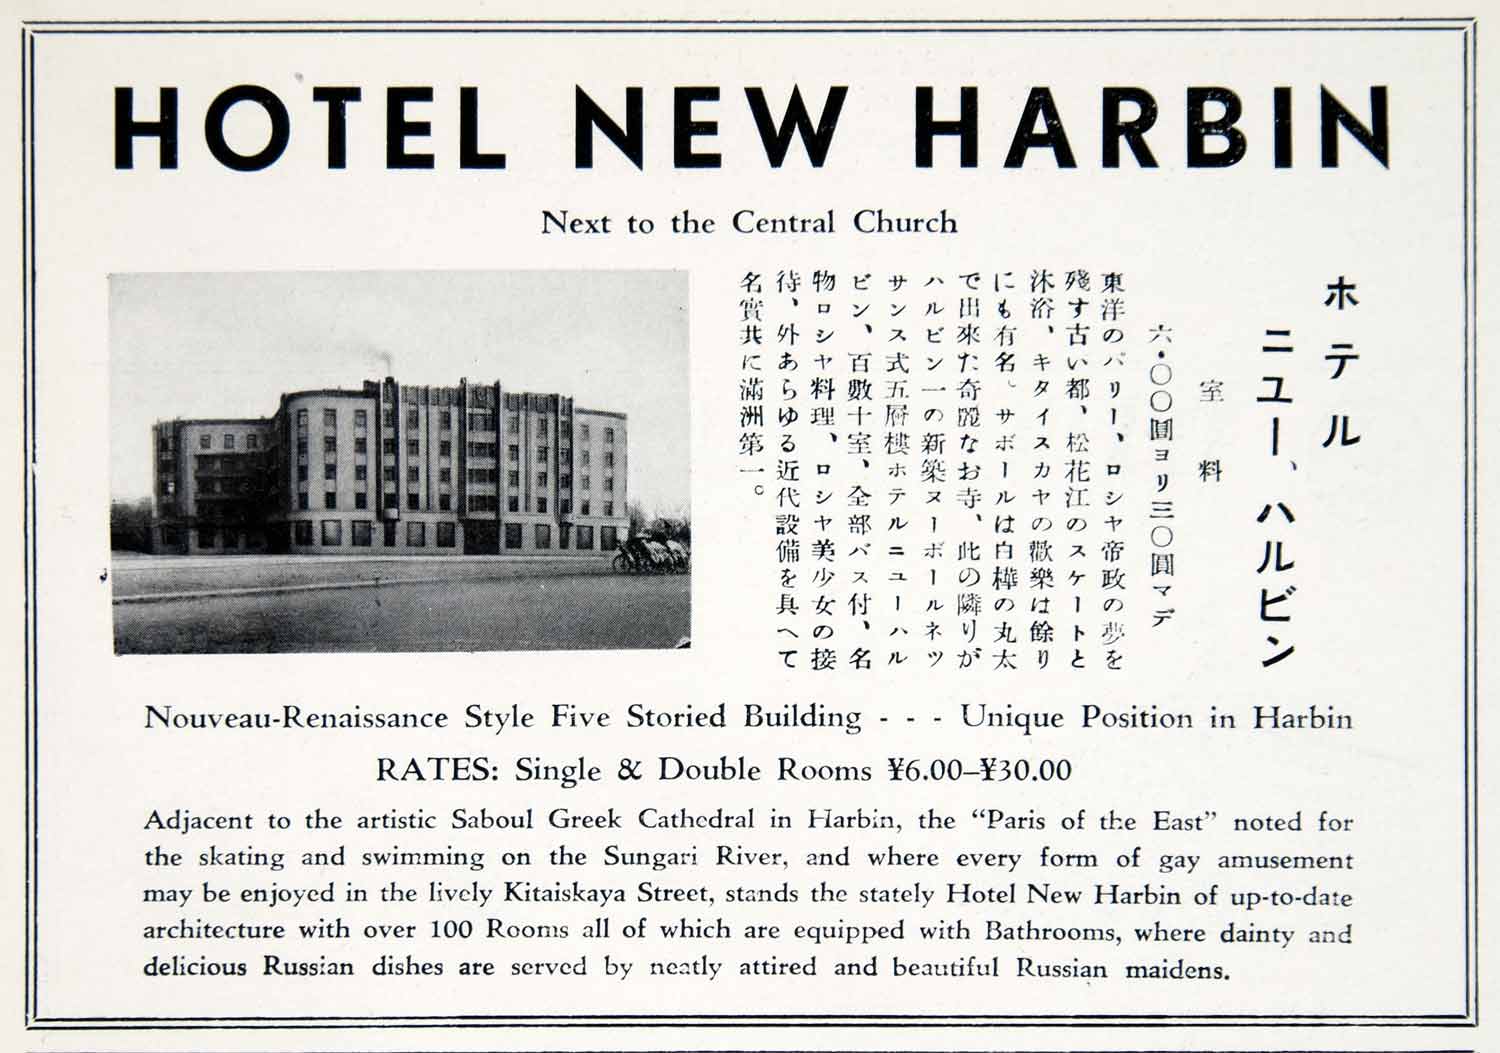 HOTEL NEW HARBIN
Next to the Central Church
ホテル
ニユー、ハルビン
室料
六・〇〇圓ヨリ三〇圓マデ
東洋のパリー、ロシヤ帝政の夢を
殘す古い都、松花江のスケートと
沐浴、キタイスカヤの歡樂は餘り
にも有名、サボールは白樺の丸太
で出來た奇麗なお寺、此の隣りが
ハルビン一の新築ヌーボールネツ
サンス式五層樓ホテルニユーハル
ビン、百數十室、全部バス付、名
物ロシヤ料理、ロシヤ美少女の接
待、外あらゆる近代設備を具へて
名實共に滿洲第一。
Nouveau-Renaissance Style Five Storied Building - - - Unique Position in Harbin
RATES: Single & Double Rooms ¥6.00–¥30.00
Adjacent to the artistic Saboul Greek Cathedral in Harbin, the “Paris of the East” noted for
the skating and swimming on the Sungari River, and where every form of gay amusement
may be enjoyed in the lively Kitaiskaya Street, stands the stately Hotel New Harbin of up-to-date
architecture with over 100 Rooms all of which are equipped with Bathrooms, where dainty and
delicious Russian dishes are served by neatly attired and beautiful Russian maidens.